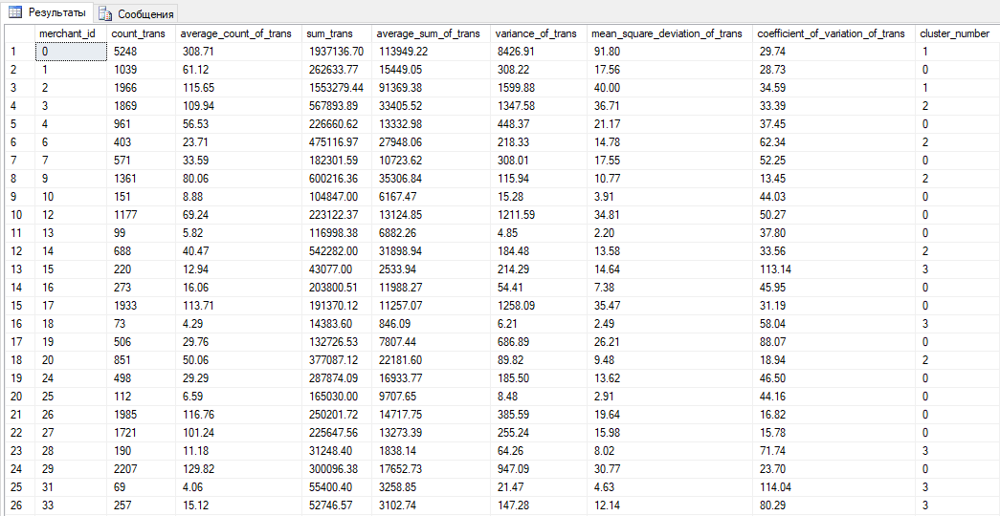 Результаты Сообщения
merchant_id count_trans average_count_of_trans sum_trans average_sum_of_trans variance_of_trans mean_square_deviation_of_trans coefficient_of_variation_of_trans cluster_number
1 0 5248 308.71 1937136.70 113949.22 8426.91 91.80 29.74 1
2 1 1039 61.12 262633.77 15449.05 308.22 17.56 28.73 0
3 2 1966 115.65 1553279.44 91369.38 1599.88 40.00 34.59 1
4 3 1869 109.94 567893.89 33405.52 1347.58 36.71 33.39 2
5 4 961 56.53 226660.62 13332.98 448.37 21.17 37.45 0
6 6 403 23.71 475116.97 27948.06 218.33 14.78 62.34 2
7 7 571 33.59 182301.59 10723.62 308.01 17.55 52.25 0
8 9 1361 80.06 600216.36 35306.84 115.94 10.77 13.45 2
9 10 151 8.88 104847.00 6167.47 15.28 3.91 44.03 0
10 12 1177 69.24 223122.37 13124.85 1211.59 34.81 50.27 0
11 13 99 5.82 116998.38 6882.26 4.85 2.20 37.80 0
12 14 688 40.47 542282.00 31898.94 184.48 13.58 33.56 2
13 15 220 12.94 43077.00 2533.94 214.29 14.64 113.14 3
14 16 273 16.06 203800.51 11988.27 54.41 7.38 45.95 0
15 17 1933 113.71 191370.12 11257.07 1258.09 35.47 31.19 0
16 18 73 4.29 14383.60 846.09 6.21 2.49 58.04 3
17 19 506 29.76 132726.53 7807.44 686.89 26.21 88.07 0
18 20 851 50.06 377087.12 22181.60 89.82 9.48 18.94 2
19 24 498 29.29 287874.09 16933.77 185.50 13.62 46.50 0
20 25 112 6.59 165030.00 9707.65 8.48 2.91 44.16 0
21 26 1985 116.76 250201.72 14717.75 385.59 19.64 16.82 0
22 27 1721 101.24 225647.56 13273.39 255.24 15.98 15.78 0
23 28 190 11.18 31248.40 1838.14 64.26 8.02 71.74 3
24 29 2207 129.82 300096.38 17652.73 947.09 30.77 23.70 0
25 31 69 4.06 55400.40 3258.85 21.47 4.63 114.04 3
26 33 257 15.12 52746.57 3102.74 147.28 12.14 80.29 3